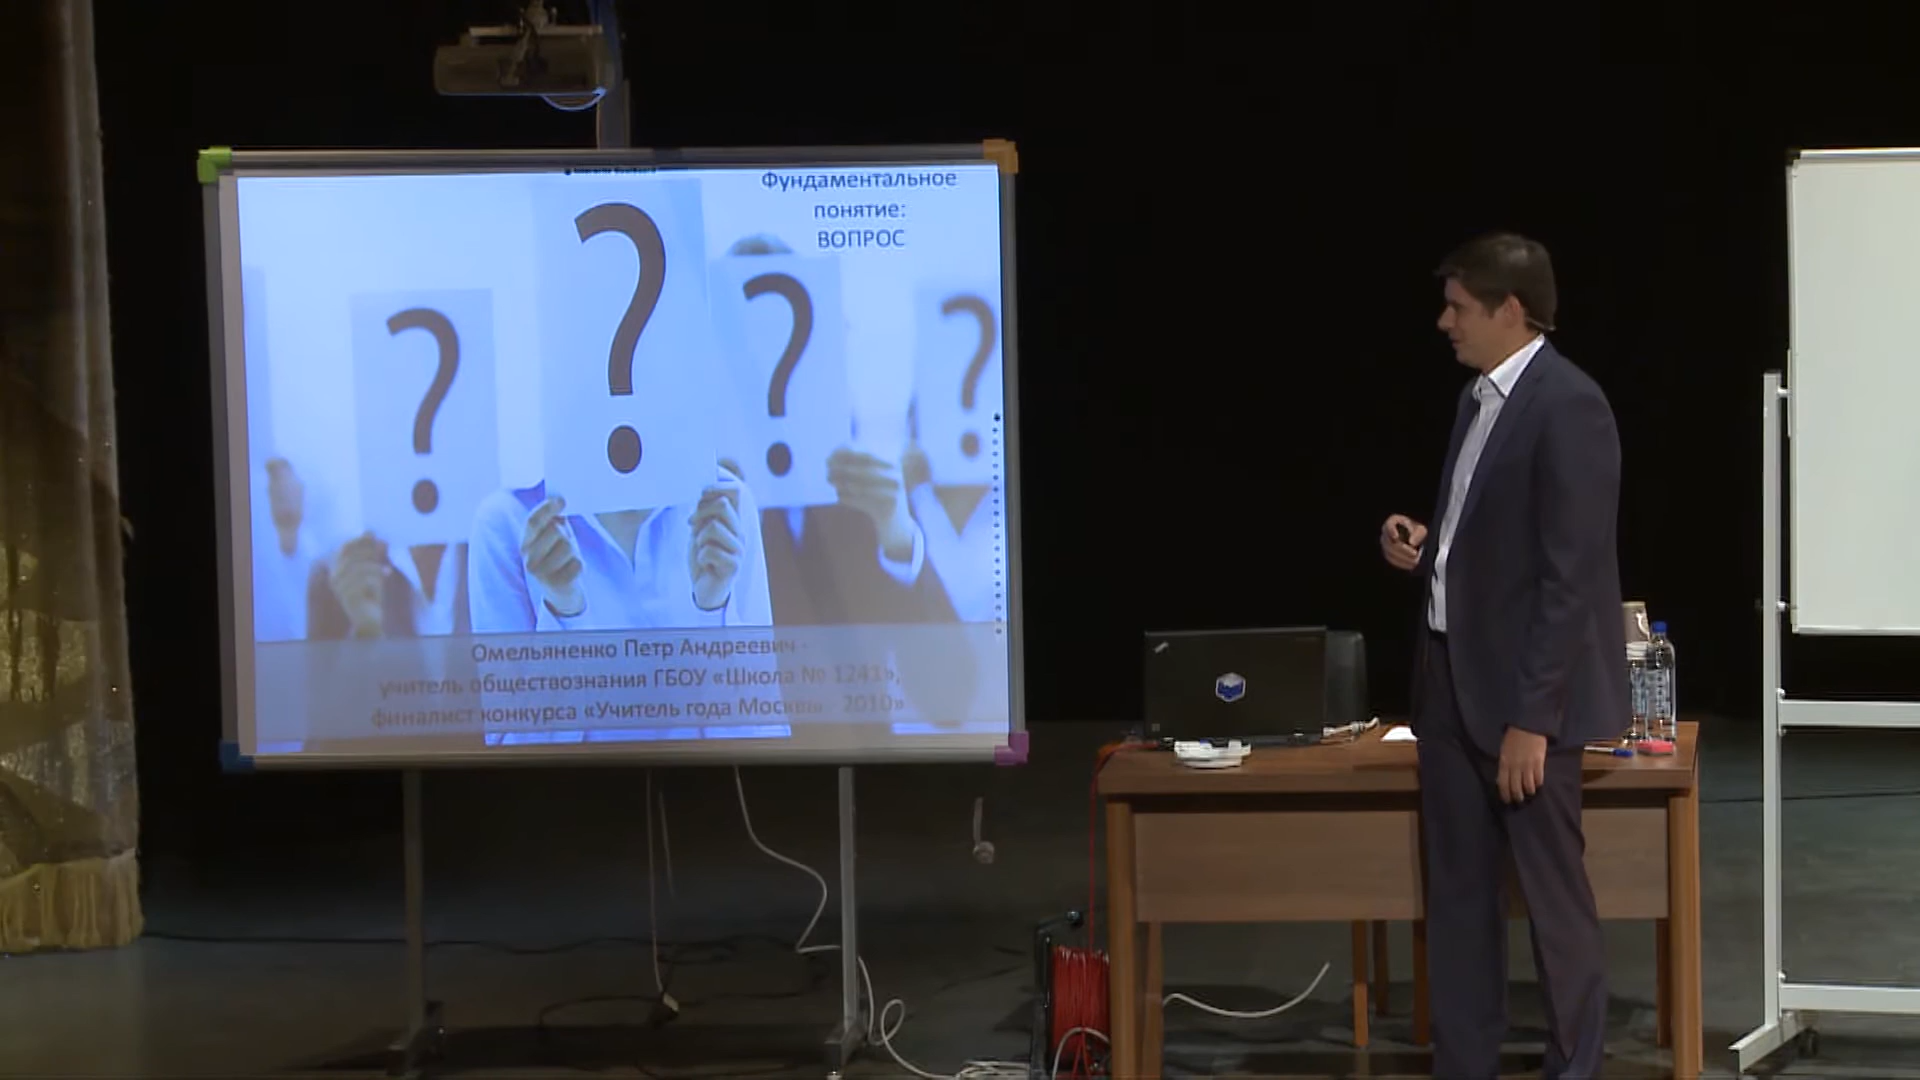 Фундаментальное
понятие:
ВОПРОС
?
?
?
?
Омельяненко Петр Андреевич -
учитель обществознания ГБОУ «Школа № 1241»,
финалист конкурса «Учитель года Москвы - 2010»